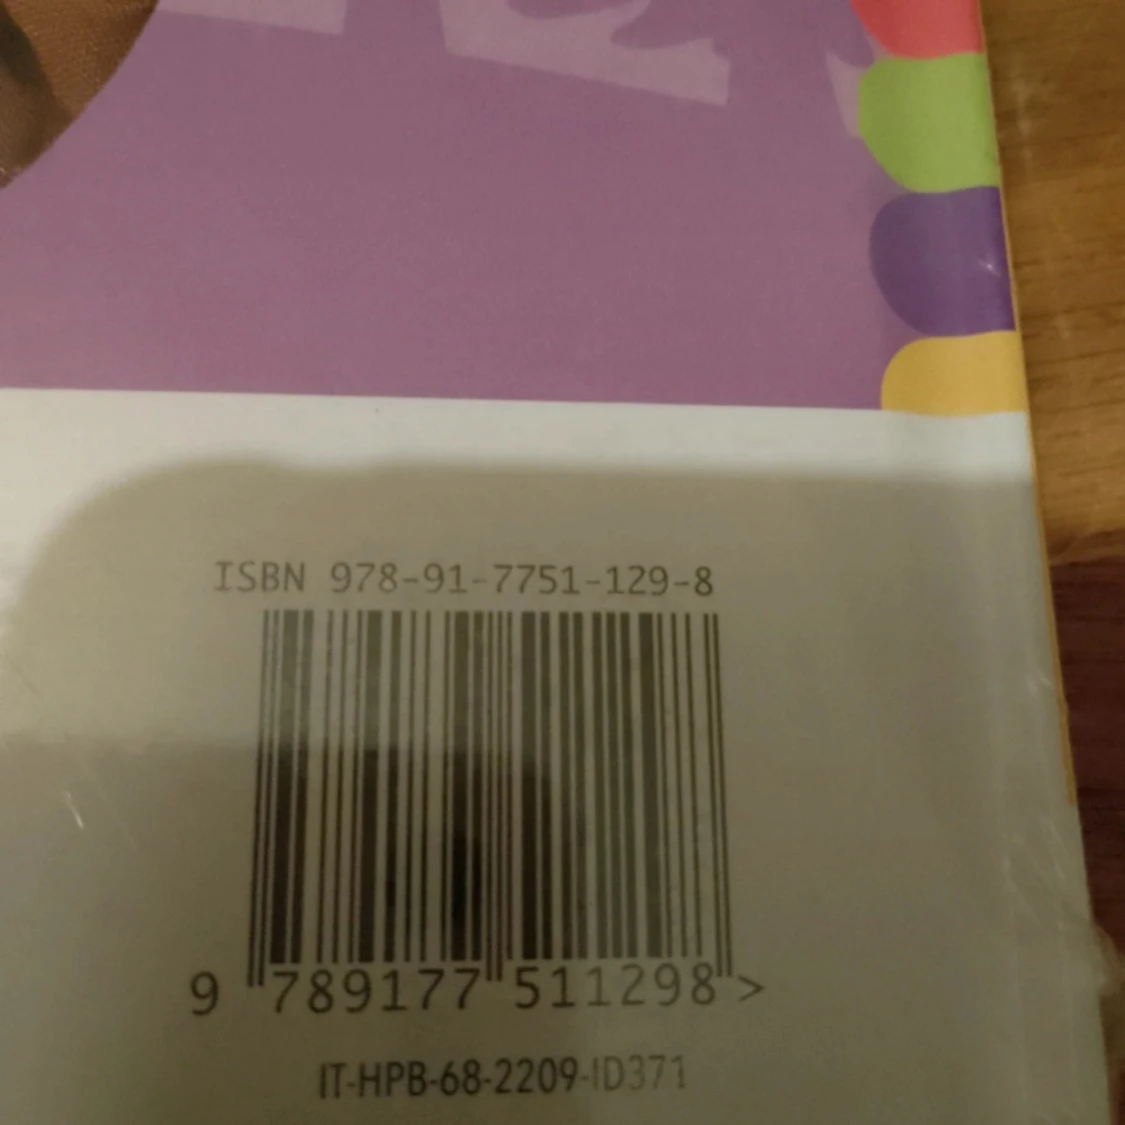 ISBN 978-91-7751-129-8
9 789177 511298 >
IT-HPB-68-2209-ID371